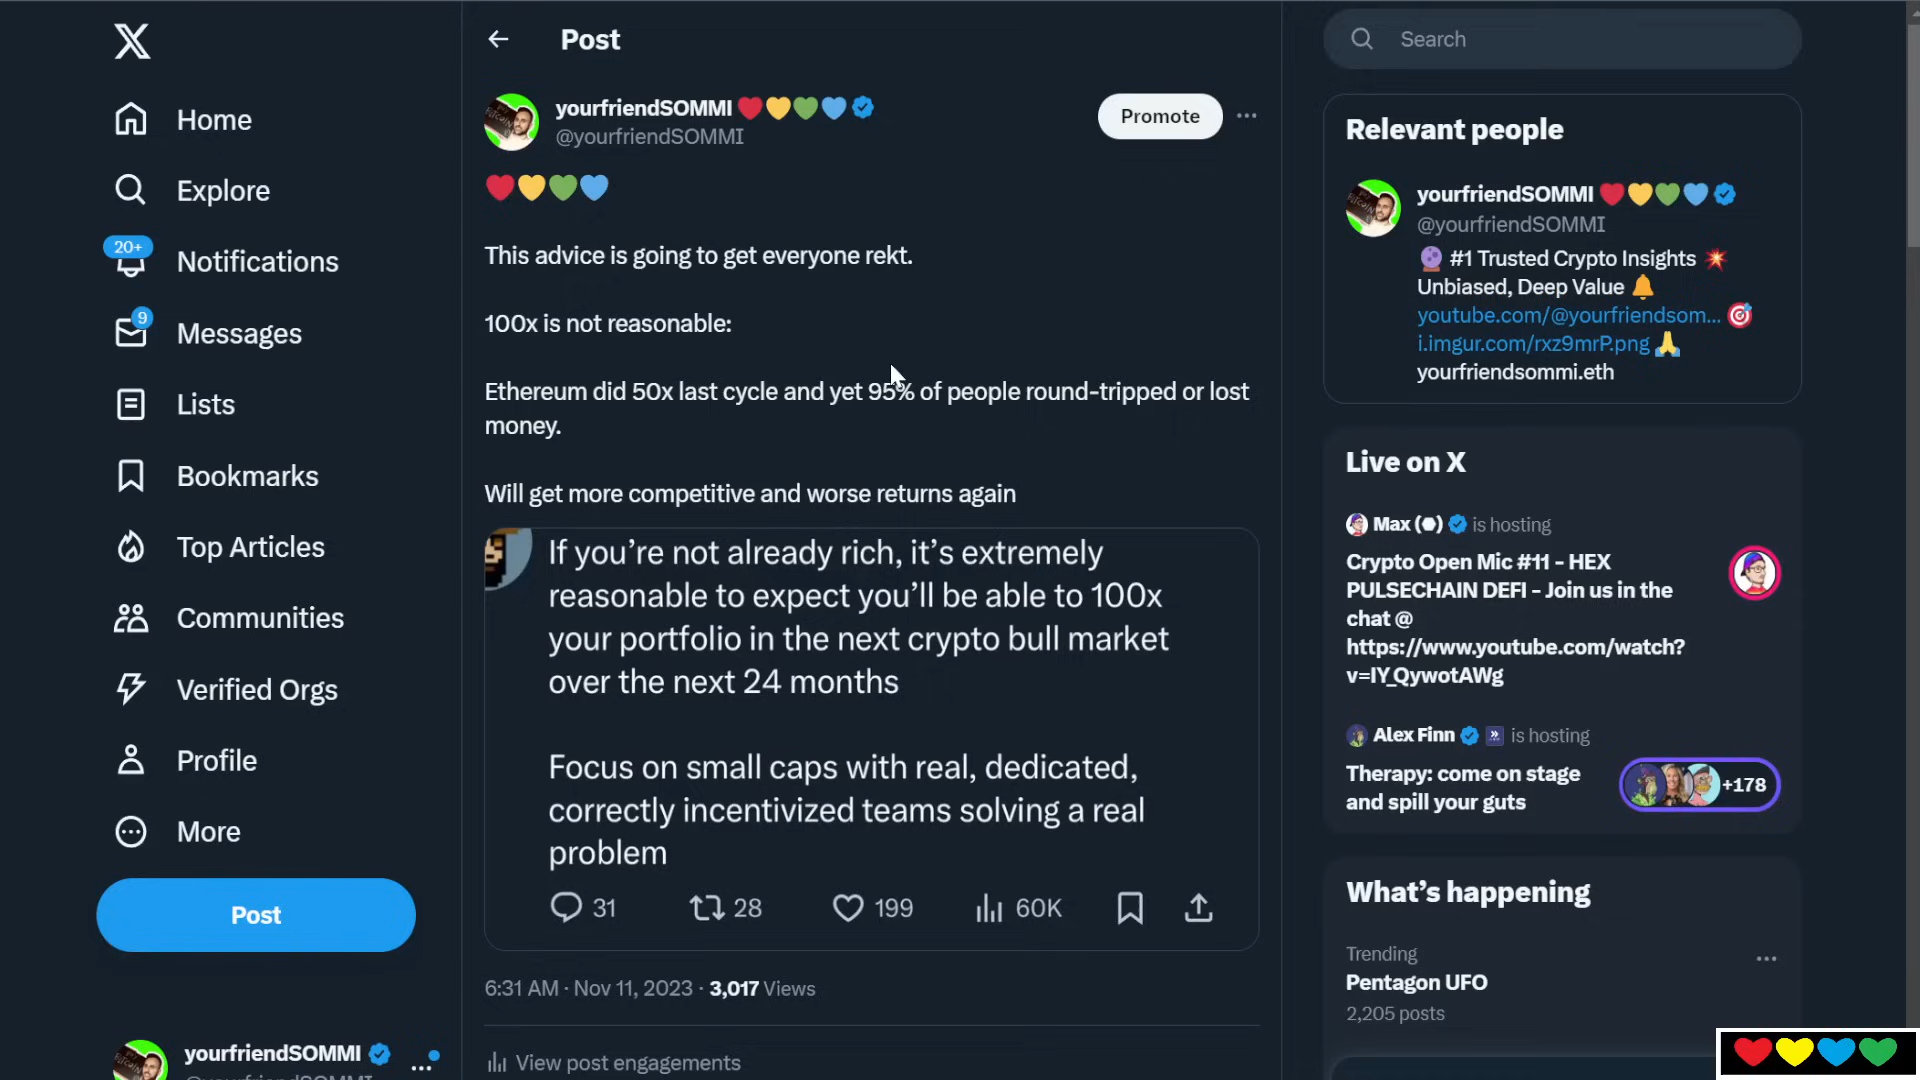 Home
Explore
20+
Notifications
9
Messages
Lists
Bookmarks
Top Articles
Communities
Verified Orgs
Profile
More
Post
yourfriendSOMMI
Post
yourfriendSOMMI
@yourfriendSOMMI
Promote
This advice is going to get everyone rekt.
100x is not reasonable:
Ethereum did 50x last cycle and yet 95% of people round-tripped or lost
money.
Will get more competitive and worse returns again
If you're not already rich, it's extremely
reasonable to expect you'll be able to 100x
your portfolio in the next crypto bull market
over the next 24 months
Focus on small caps with real, dedicated,
correctly incentivized teams solving a real
problem
31 28 199 60K
6:31 AM · Nov 11, 2023 · 3,017 Views
View post engagements
Search
Relevant people
yourfriendSOMMI
@yourfriendSOMMI
#1 Trusted Crypto Insights
Unbiased, Deep Value
youtube.com/@yourfriendsom...
i.imgur.com/rxz9mrP.png
yourfriendsommi.eth
Live on X
Max is hosting
Crypto Open Mic #11 - HEX
PULSECHAIN DEFI - Join us in the
chat @
https://www.youtube.com/watch?
v=IY_QywotAWg
Alex Finn is hosting
Therapy: come on stage
and spill your guts
+178
What's happening
Trending
Pentagon UFO
2,205 posts